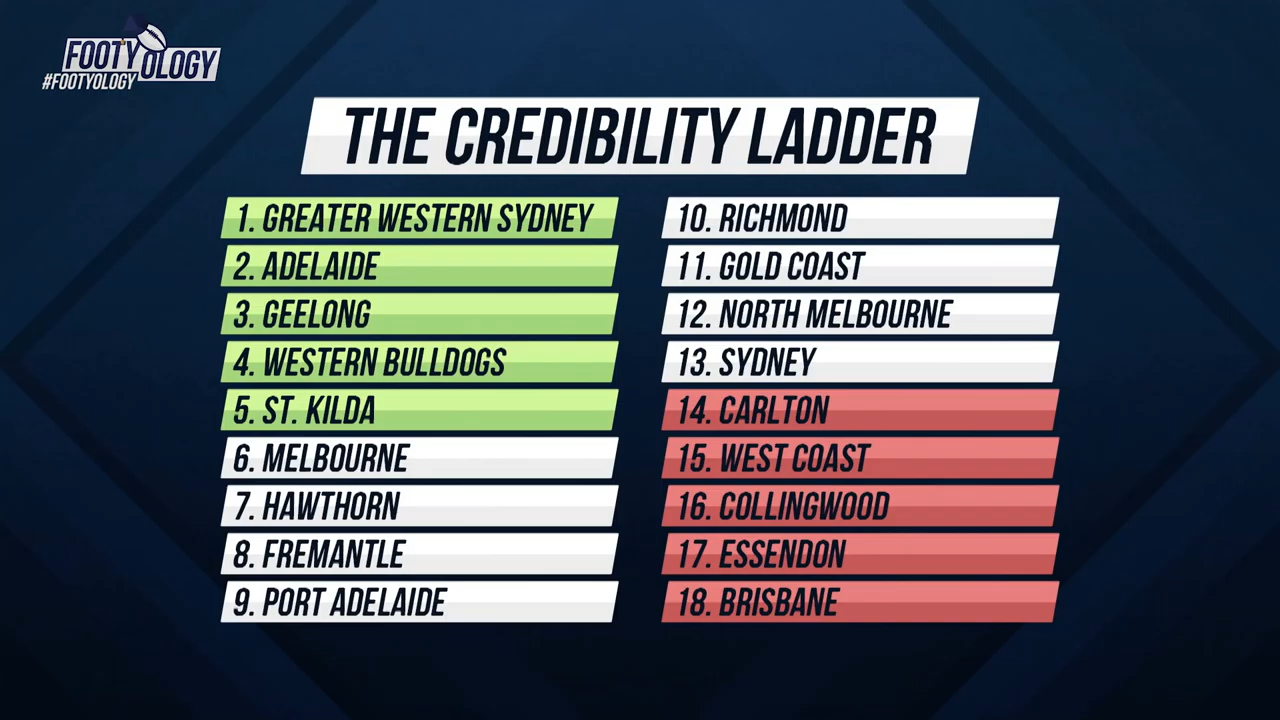 FOOTYOLOGY
#FOOTYOLOGY
THE CREDIBILITY LADDER
1. GREATER WESTERN SYDNEY
2. ADELAIDE
3. GEELONG
4. WESTERN BULLDOGS
5. ST. KILDA
6. MELBOURNE
7. HAWTHORN
8. FREMANTLE
9. PORT ADELAIDE
10. RICHMOND
11. GOLD COAST
12. NORTH MELBOURNE
13. SYDNEY
14. CARLTON
15. WEST COAST
16. COLLINGWOOD
17. ESSENDON
18. BRISBANE